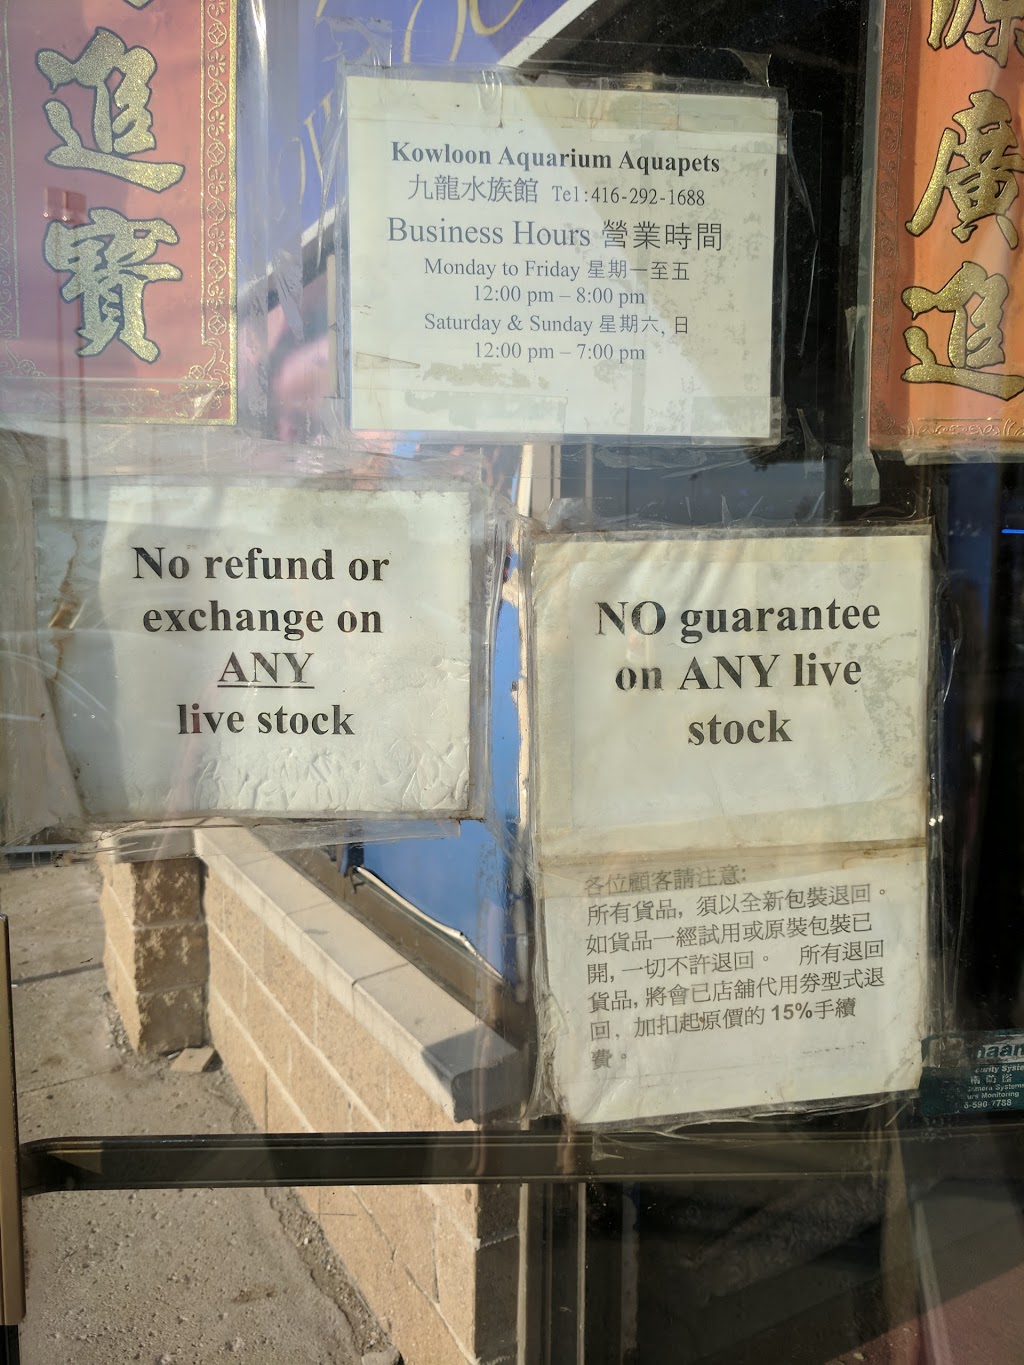 進
寶
廣
進
Kowloon Aquarium Aquapets
九龍水族館 Tel:416-292-1688
Business Hours 營業時間
Monday to Friday 星期一至五
12:00 pm – 8:00 pm
Saturday & Sunday 星期六, 日
12:00 pm – 7:00 pm
No refund or
exchange on
ANY
live stock
NO guarantee
on ANY live
stock
各位顧客請注意:
所有貨品, 須以全新包裝退回。
如貨品一經試用或原裝包裝已
開, 一切不許退回。 所有退回
貨品, 將會已店舖代用券型式退
回, 加扣起原價的 15%手續
費。